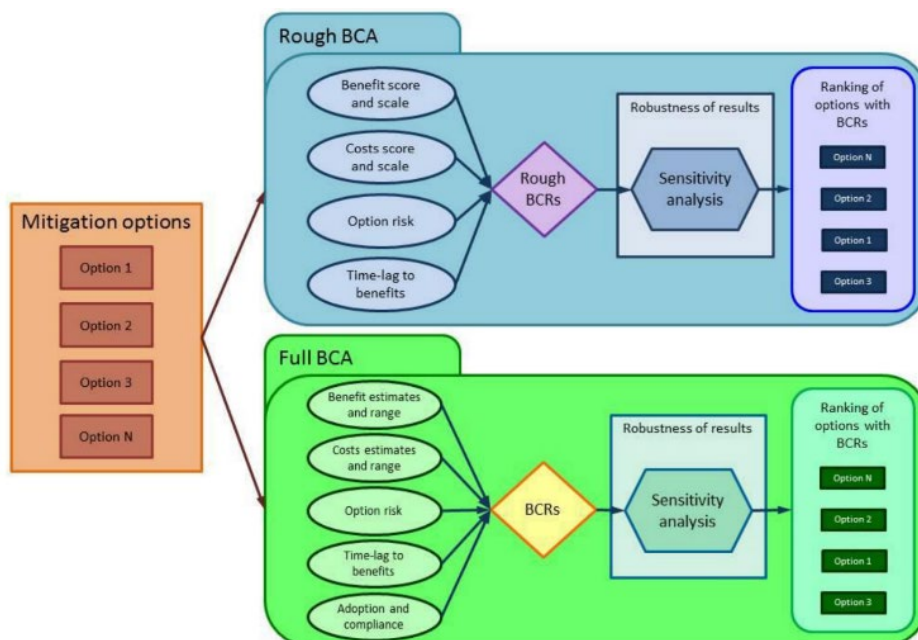 Mitigation options
Option 1
Option 2
Option 3
Option N
Rough BCA
Benefit score
and scale
Costs score
and scale
Option risk
Time-lag to
benefits
Rough
BCRs
Robustness of results
Sensitivity
analysis
Ranking of
options with
BCRs
Option N
Option 2
Option 1
Option 3
Full BCA
Benefit estimates
and range
Costs estimates
and range
Option risk
Time-lag to
benefits
Adoption and
compliance
BCRs
Robustness of results
Sensitivity
analysis
Ranking of
options with
BCRs
Option N
Option 2
Option 1
Option 3